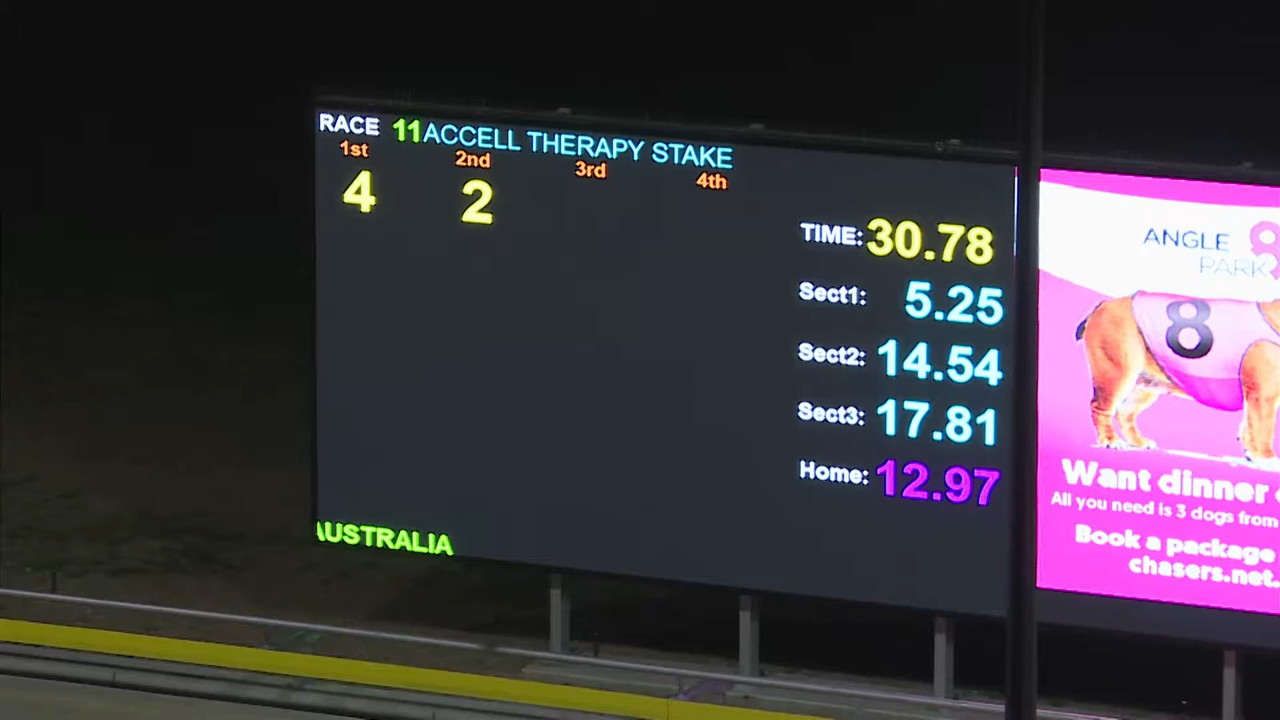 RACE 11 ACCELL THERAPY STAKE
1st 2nd 3rd 4th
4 2
TIME: 30.78
Sect1: 5.25
Sect2: 14.54
Sect3: 17.81
Home: 12.97
AUSTRALIA
ANGLE
PARK
8
Want dinner
All you need is 3 dogs from
Book a package
chasers.net.